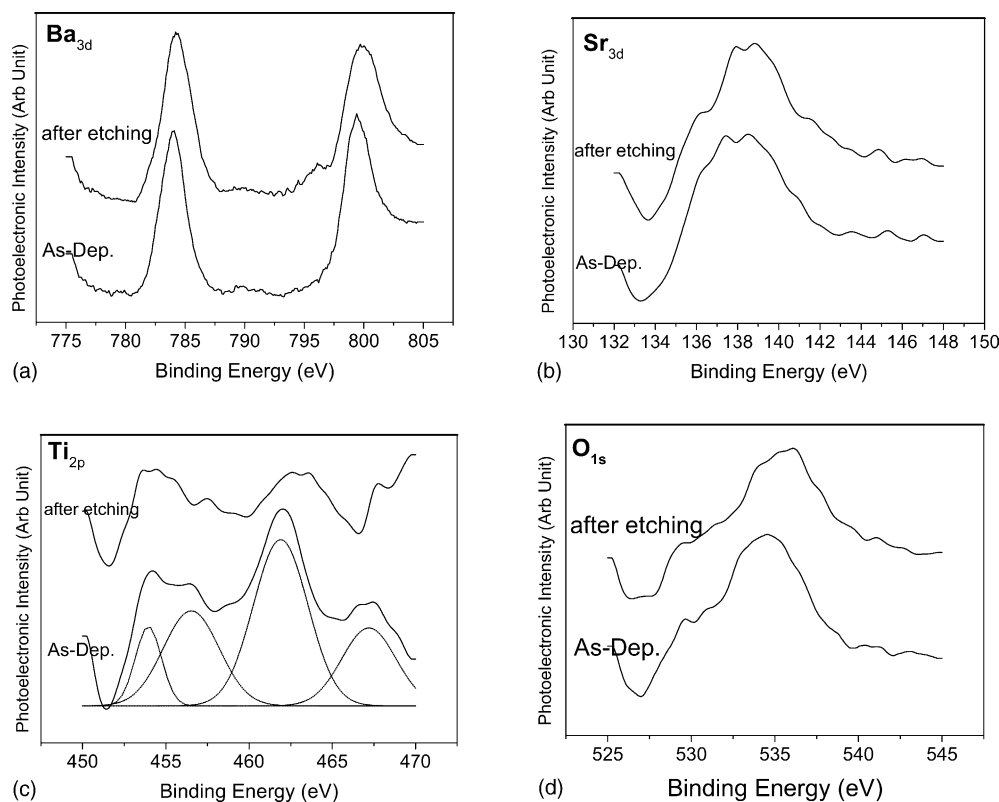 Ba3d
after etching
As-Dep.
Photoelectronic Intensity (Arb Unit)
775 780 785 790 795 800 805
Binding Energy (eV)
(a)
Sr3d
after etching
As-Dep.
Photoelectronic Intensity (Arb Unit)
130 132 134 136 138 140 142 144 146 148 150
Binding Energy (eV)
(b)
Ti2p
after etching
As-Dep.
Photoelectronic Intensity (Arb Unit)
450 455 460 465 470
Binding Energy (eV)
(c)
O1s
after etching
As-Dep.
Photoelectronic Intensity (Arb Unit)
525 530 535 540 545
Binding Energy (eV)
(d)